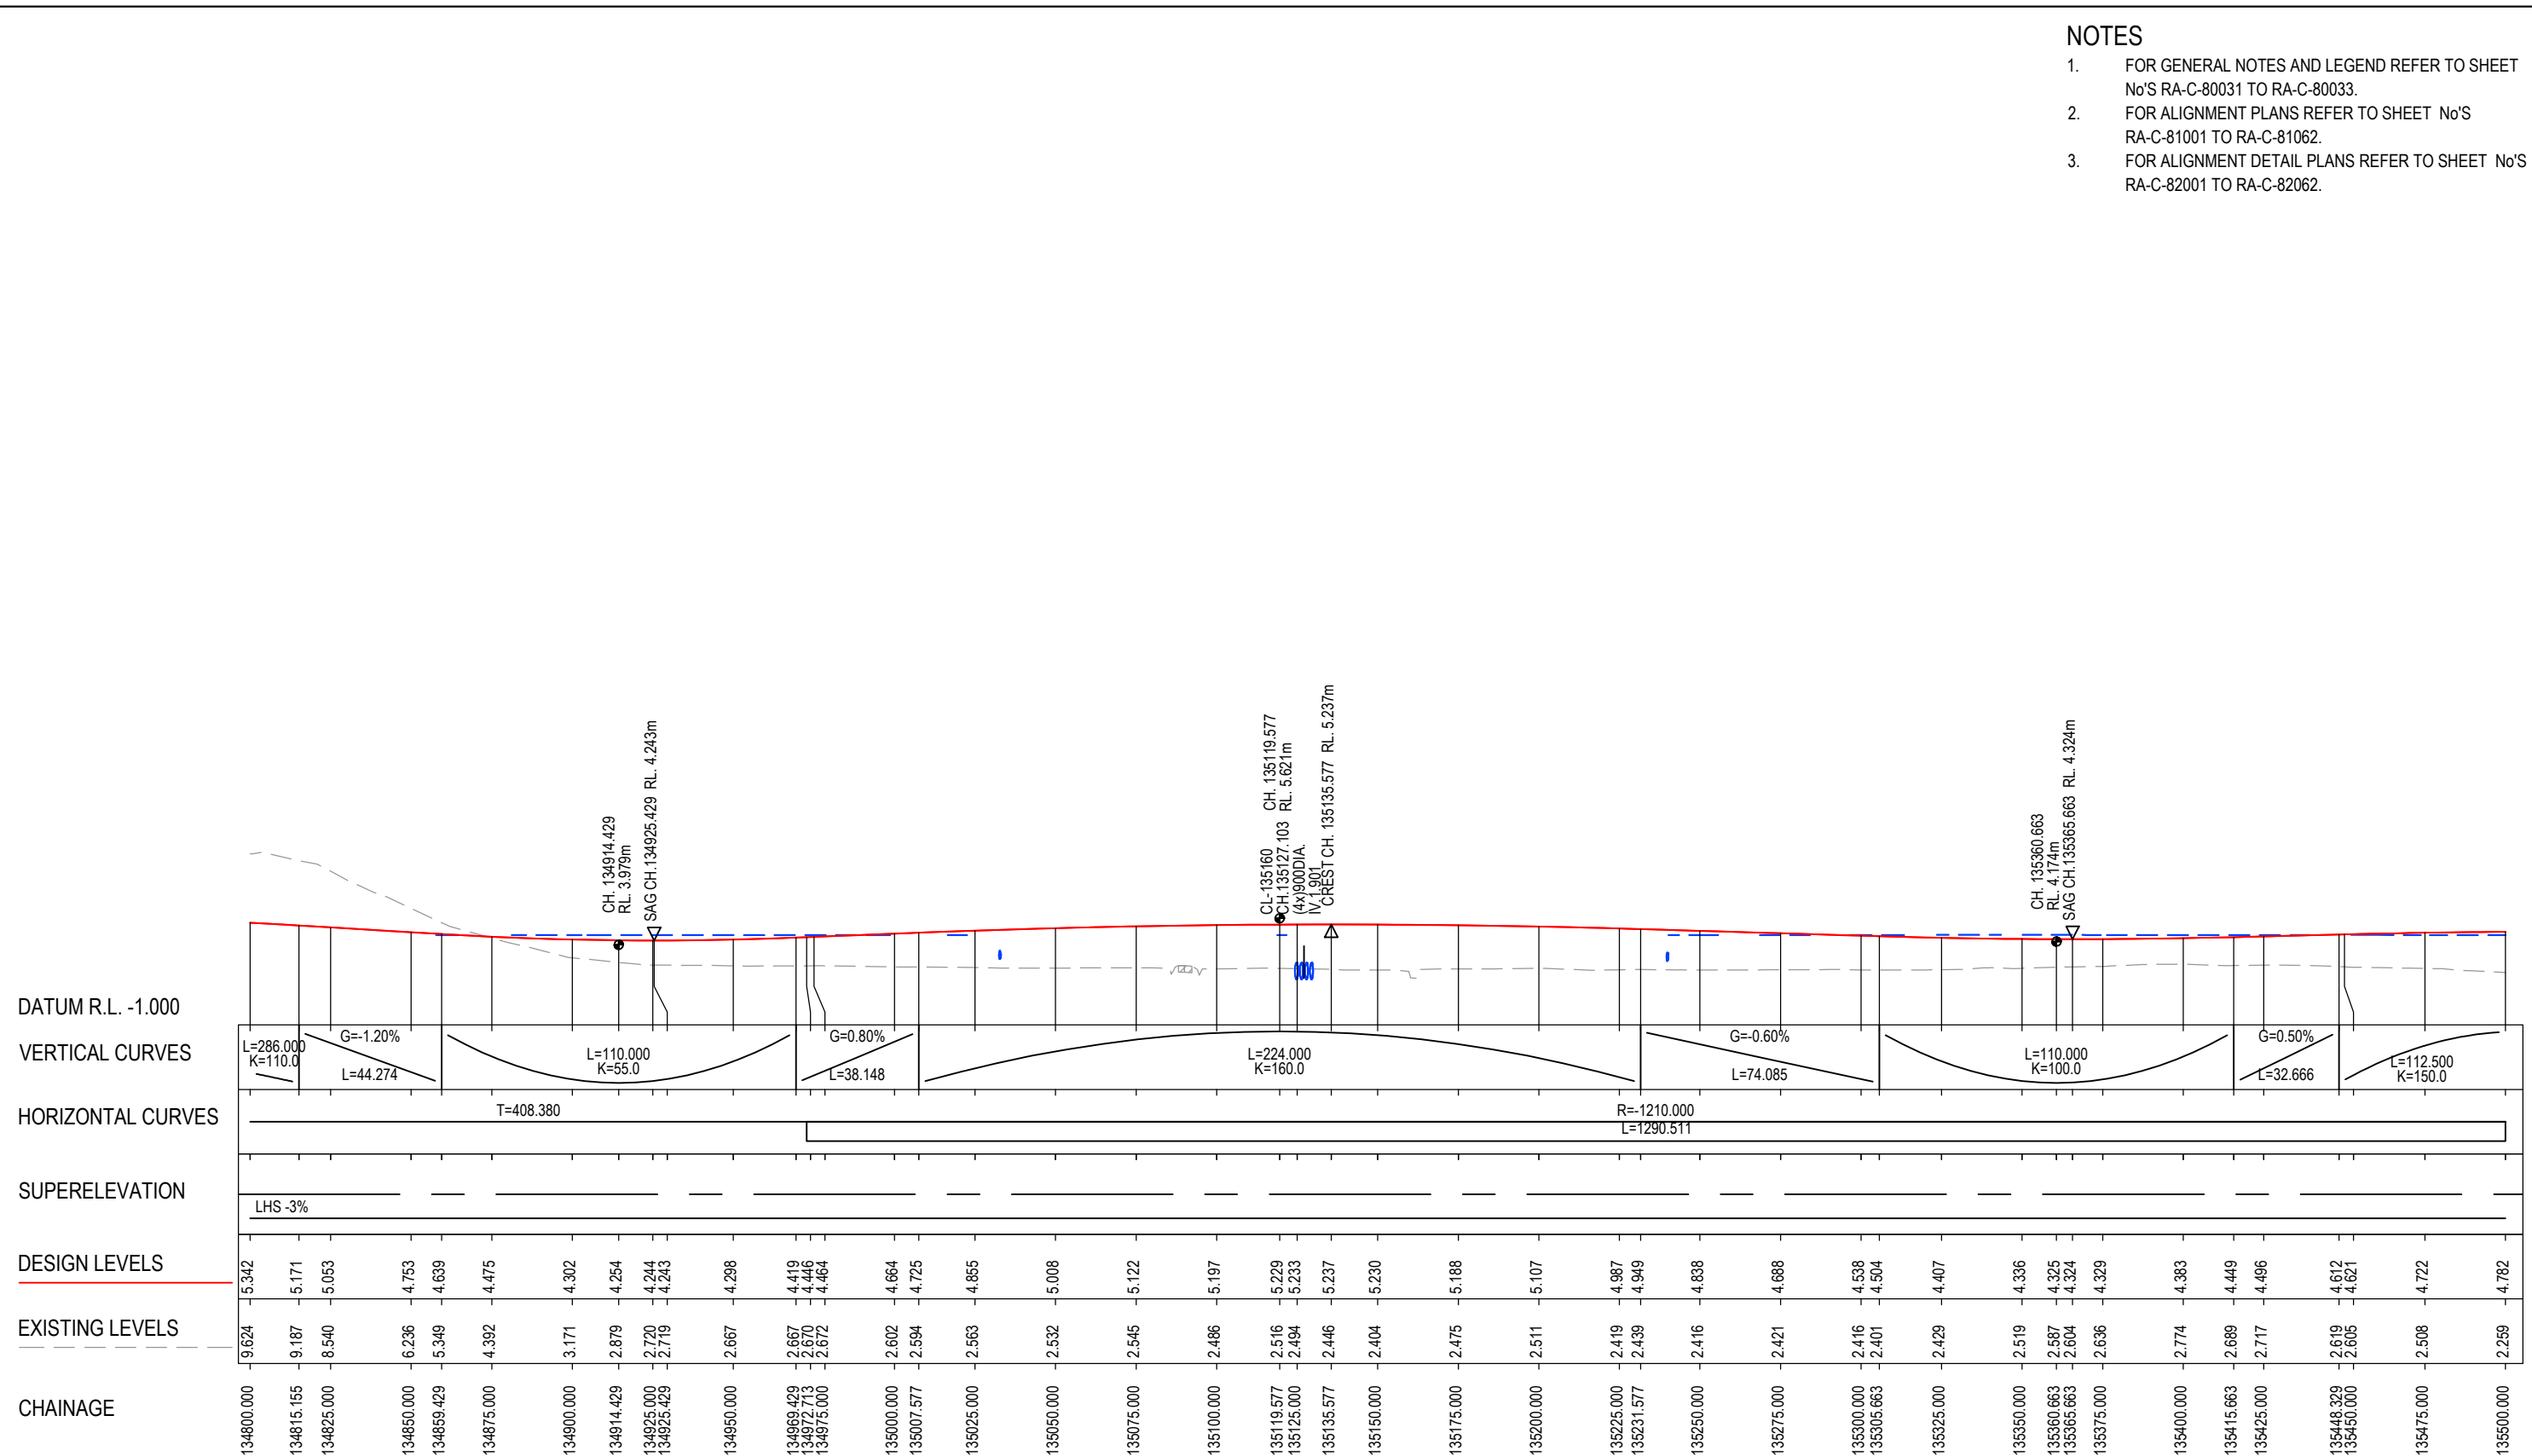 NOTES
1. FOR GENERAL NOTES AND LEGEND REFER TO SHEET
No'S RA-C-80031 TO RA-C-80033.
2. FOR ALIGNMENT PLANS REFER TO SHEET No'S
RA-C-81001 TO RA-C-81062.
3. FOR ALIGNMENT DETAIL PLANS REFER TO SHEET No'S
RA-C-82001 TO RA-C-82062.
CH. 134914.429
RL. 3.979m
SAG CH.134925.429 RL. 4.243m
CL-135160 CH. 135119.577
CH.135127.103 RL. 5.621m
(4x)900DIA.
IV.1.901
CREST CH. 135135.577 RL. 5.237m
CH. 135360.663
RL. 4.174m
SAG CH.135365.663 RL. 4.324m
DATUM R.L. -1.000
VERTICAL CURVES
L=286.000
K=110.0
G=-1.20%
L=44.274
L=110.000
K=55.0
G=0.80%
L=38.148
L=224.000
K=160.0
G=-0.60%
L=74.085
L=110.000
K=100.0
G=0.50%
L=32.666
L=112.500
K=150.0
HORIZONTAL CURVES
T=408.380
R=-1210.000
L=1290.511
SUPERELEVATION
LHS -3%
DESIGN LEVELS
5.342 5.171 5.053 4.753 4.639 4.475 4.302 4.254 4.244 4.243 4.298 4.419 4.446 4.464 4.664 4.725 4.855 5.008 5.122 5.197 5.229 5.233 5.237 5.230 5.188 5.107 4.987 4.949 4.838 4.688 4.538 4.504 4.407 4.336 4.325 4.324 4.329 4.383 4.449 4.496 4.612 4.621 4.722 4.782
EXISTING LEVELS
9.624 9.187 8.540 6.236 5.349 4.392 3.171 2.879 2.720 2.719 2.667 2.667 2.670 2.672 2.602 2.594 2.563 2.532 2.545 2.486 2.516 2.494 2.446 2.404 2.475 2.511 2.419 2.439 2.416 2.421 2.416 2.401 2.429 2.519 2.587 2.604 2.636 2.774 2.689 2.717 2.619 2.605 2.508 2.259
CHAINAGE
134800.000 134815.155 134825.000 134850.000 134859.429 134875.000 134900.000 134914.429 134925.000 134925.429 134950.000 134969.429 134972.713 134975.000 135000.000 135007.577 135025.000 135050.000 135075.000 135100.000 135119.577 135125.000 135135.577 135150.000 135175.000 135200.000 135225.000 135231.577 135250.000 135275.000 135300.000 135305.663 135325.000 135350.000 135360.663 135365.663 135375.000 135400.000 135415.663 135425.000 135448.329 135450.000 135475.000 135500.000